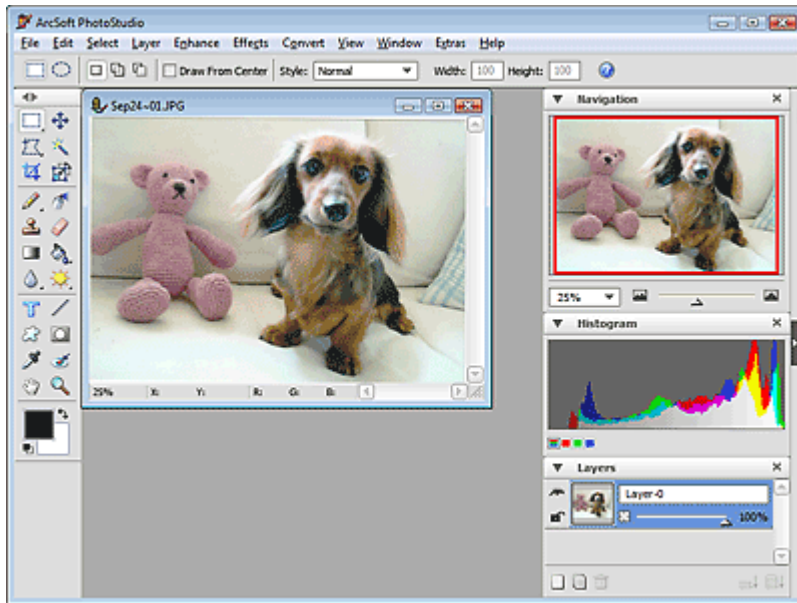 ArcSoft PhotoStudio
File Edit Select Layer Enhance Effects Convert View Window Extras Help
Draw From Center Style: Normal Width: 100 Height: 100
Sep24~01.JPG
25% X: Y: R: G: B:
Navigation
25%
Histogram
Layers
Layer-0
100%